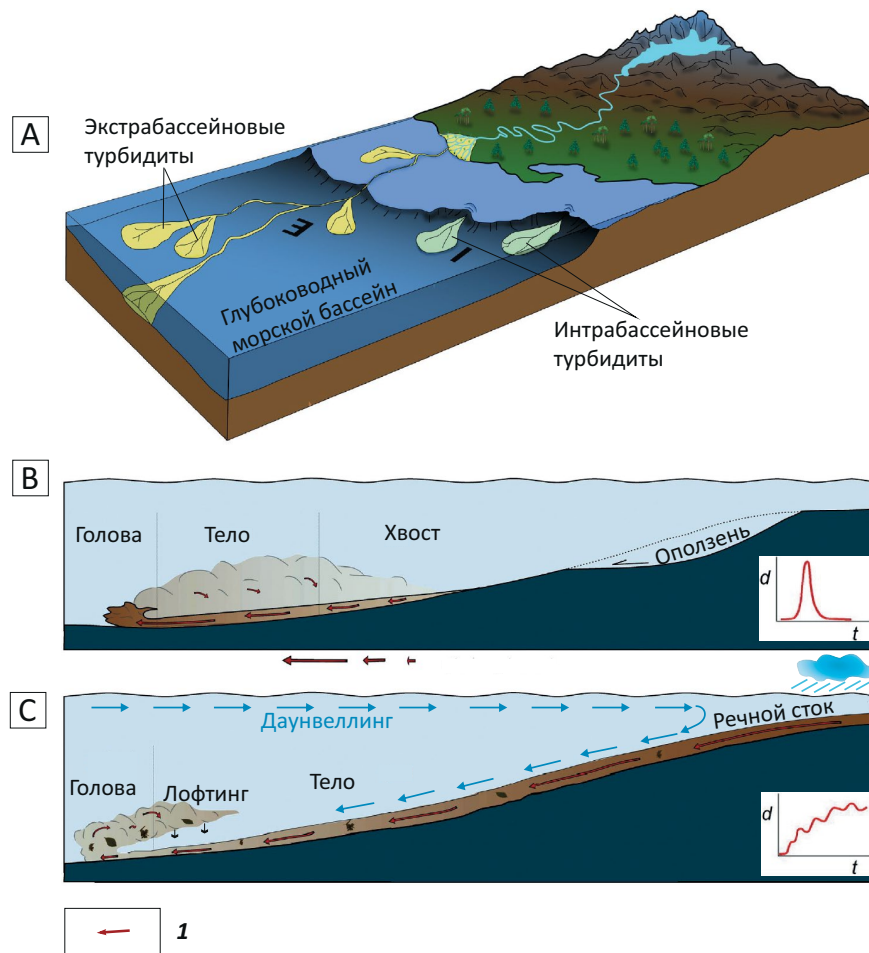 A
Экстрабассейновые
турбидиты
E
I
Глубоководный
морской бассейн
Интрабассейновые
турбидиты
B
Голова
Тело
Хвост
Оползень
d
t
C
Даунвеллинг
Речной сток
Голова
Лофтинг
Тело
d
t
1